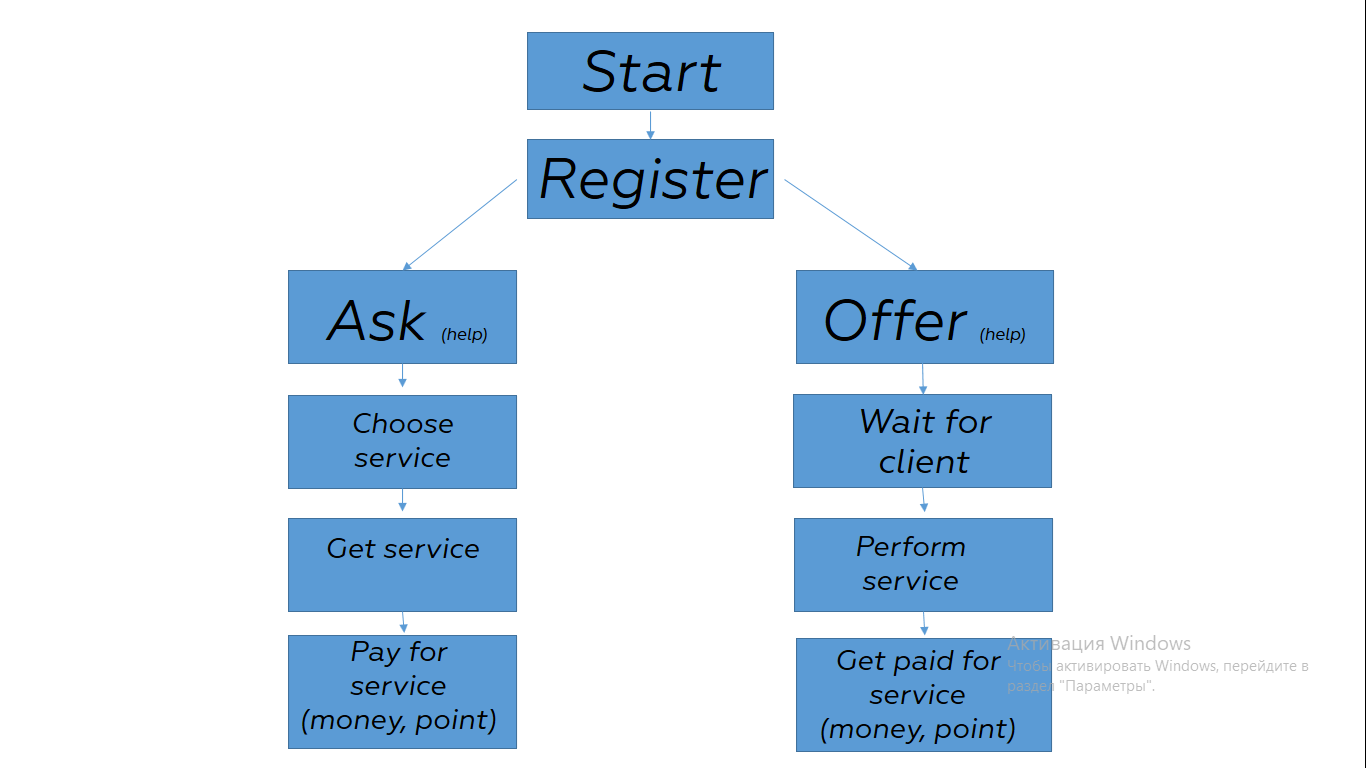 Start
Register
Ask (help)
Offer (help)
Choose
service
Wait for
client
Get service
Perform
service
Pay for
service
(money, point)
Get paid for
service
(money, point)
Активация Windows
Чтобы активировать Windows, перейдите в
раздел "Параметры".